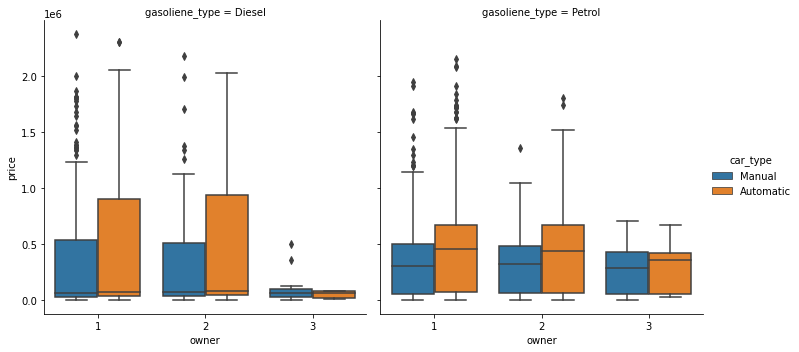 gasoliene_type = Diesel
gasoliene_type = Petrol
1e6
2.0
1.5
1.0
0.5
0.0
price
1
2
3
owner
1
2
3
owner
car_type
Manual
Automatic